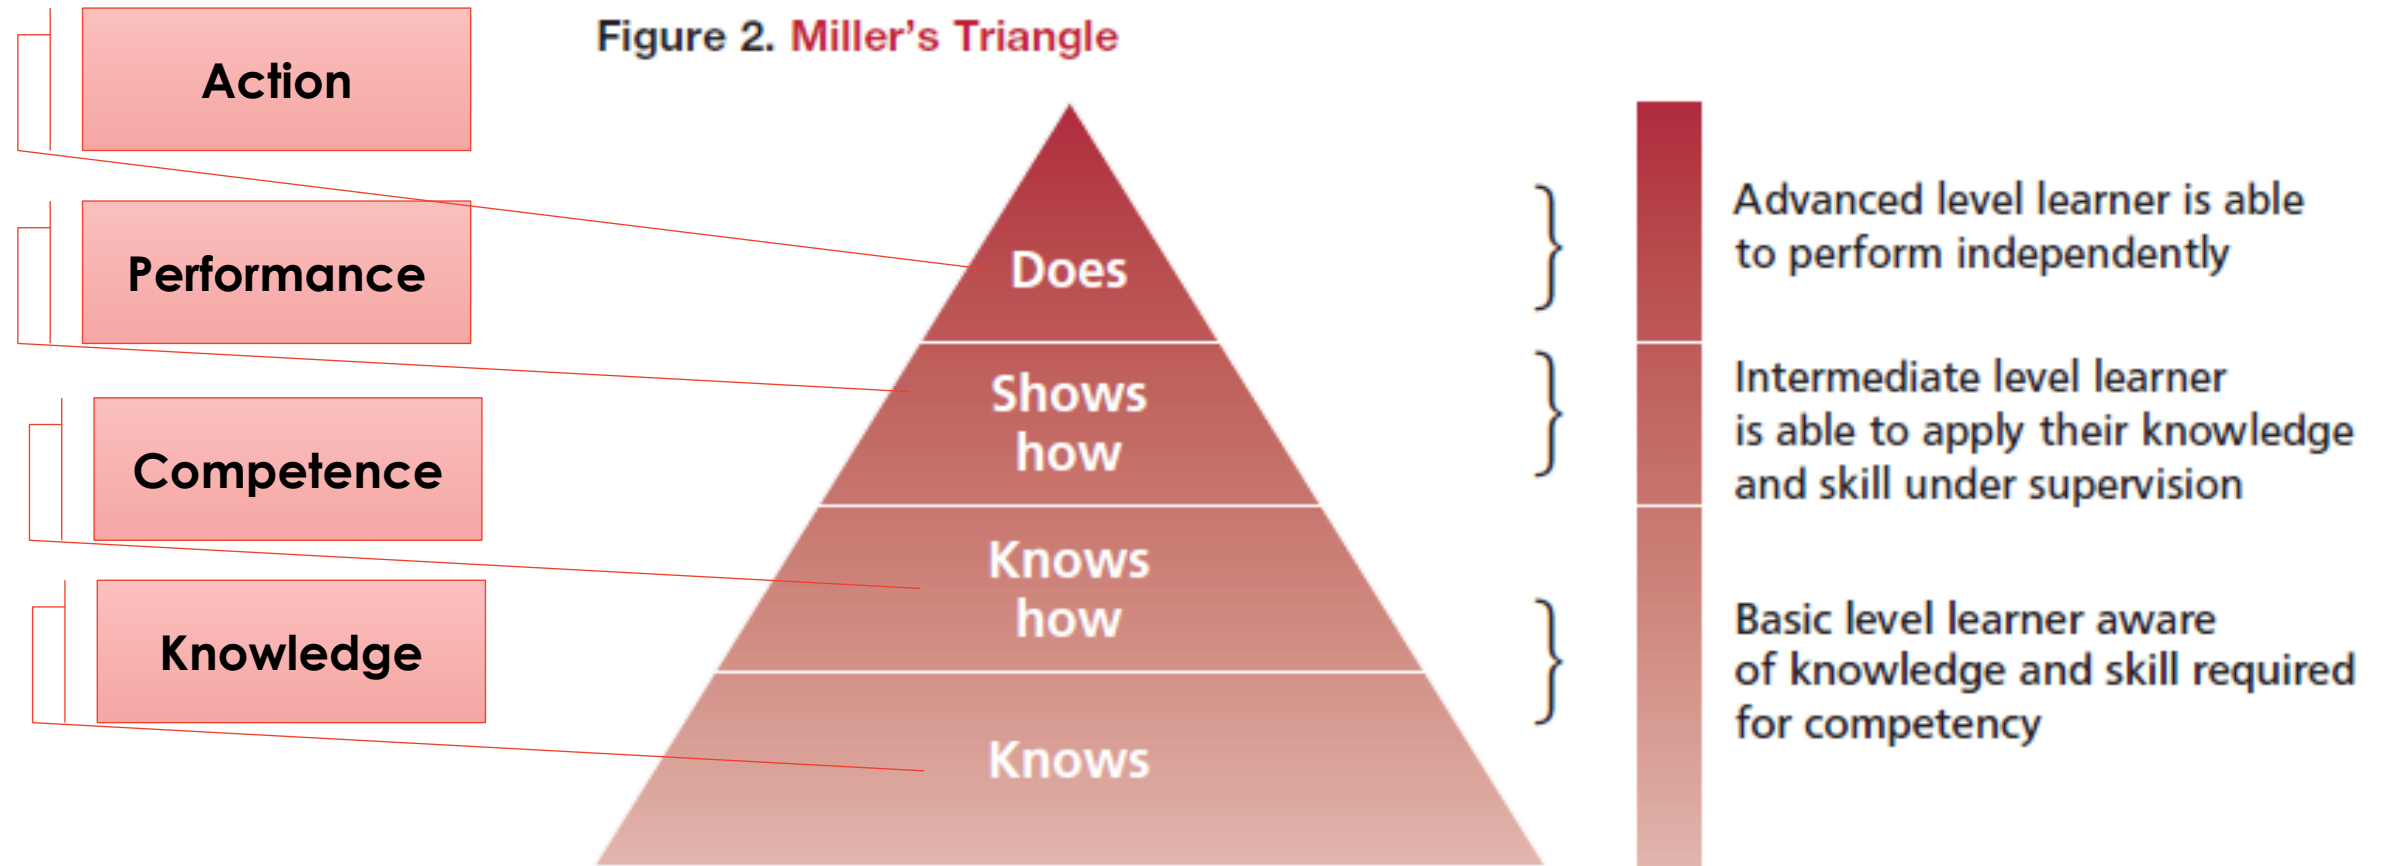 Figure 2. Miller's Triangle
Action
Performance
Competence
Knowledge
Does
Shows
how
Knows
how
Knows
Advanced level learner is able
to perform independently
Intermediate level learner
is able to apply their knowledge
and skill under supervision
Basic level learner aware
of knowledge and skill required
for competency